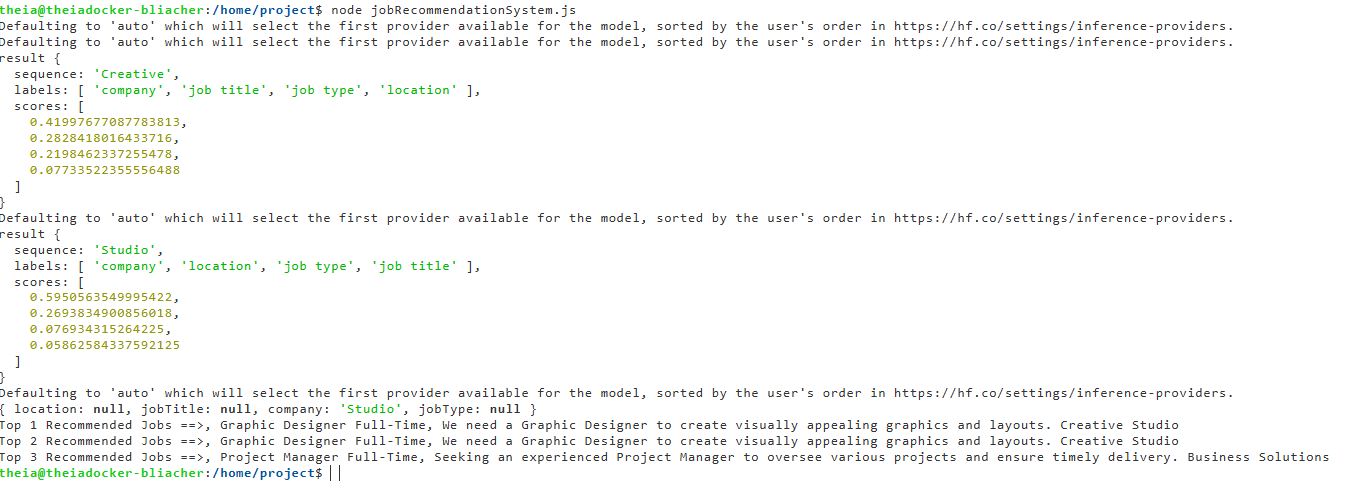 theia@theiadocker-bliacher:/home/project$ node jobRecommendationSystem.js
Defaulting to 'auto' which will select the first provider available for the model, sorted by the user's order in https://hf.co/settings/inference-providers.
Defaulting to 'auto' which will select the first provider available for the model, sorted by the user's order in https://hf.co/settings/inference-providers.
result {
  sequence: 'Creative',
  labels: [ 'company', 'job title', 'job type', 'location' ],
  scores: [
    0.41997677087783813,
    0.2828418016433716,
    0.2198462337255478,
    0.07733522355556488
  ]
}
Defaulting to 'auto' which will select the first provider available for the model, sorted by the user's order in https://hf.co/settings/inference-providers.
result {
  sequence: 'Studio',
  labels: [ 'company', 'location', 'job type', 'job title' ],
  scores: [
    0.5950563549995422,
    0.2693834900856018,
    0.076934315264225,
    0.05862584337592125
  ]
}
Defaulting to 'auto' which will select the first provider available for the model, sorted by the user's order in https://hf.co/settings/inference-providers.
{ location: null, jobTitle: null, company: 'Studio', jobType: null }
Top 1 Recommended Jobs ==>, Graphic Designer Full-Time, We need a Graphic Designer to create visually appealing graphics and layouts. Creative Studio
Top 2 Recommended Jobs ==>, Graphic Designer Full-Time, We need a Graphic Designer to create visually appealing graphics and layouts. Creative Studio
Top 3 Recommended Jobs ==>, Project Manager Full-Time, Seeking an experienced Project Manager to oversee various projects and ensure timely delivery. Business Solutions
theia@theiadocker-bliacher:/home/project$